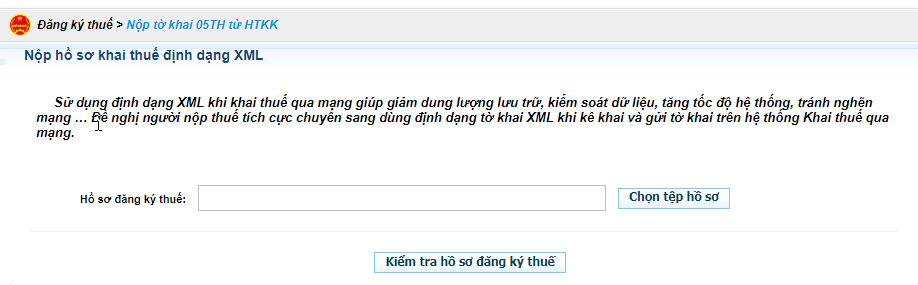 Đăng ký thuế > Nộp tờ khai 05TH từ HTKK
Nộp hồ sơ khai thuế định dạng XML
Sử dụng định dạng XML khi khai thuế qua mạng giúp giảm dung lượng lưu trữ, kiểm soát dữ liệu, tăng tốc độ hệ thống, tránh nghẽn
mạng ... Đề nghị người nộp thuế tích cực chuyển sang dùng định dạng tờ khai XML khi kê khai và gửi tờ khai trên hệ thống Khai thuế qua
mạng.
Hồ sơ đăng ký thuế: Chọn tệp hồ sơ
Kiểm tra hồ sơ đăng ký thuế